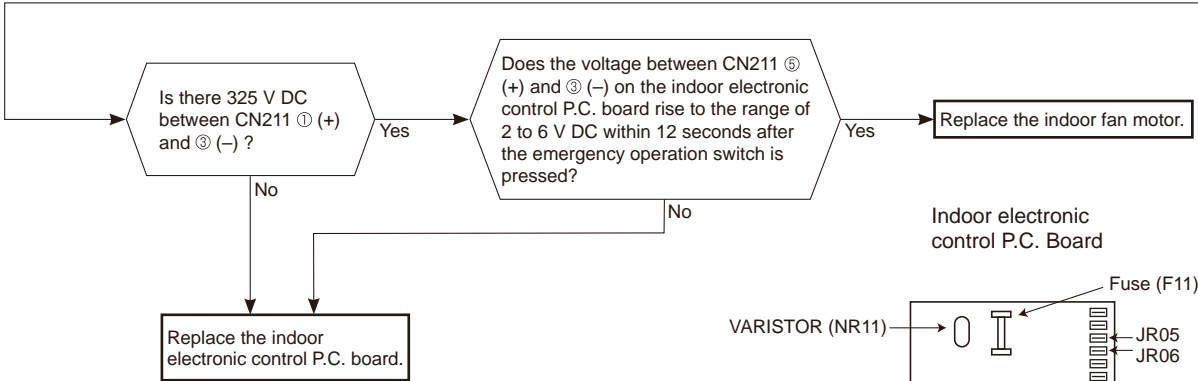 Is there 325 V DC
between CN211 ① (+)
and ③ (–) ?
Yes
No
Does the voltage between CN211 ⑤
(+) and ③ (–) on the indoor electronic
control P.C. board rise to the range of
2 to 6 V DC within 12 seconds after
the emergency operation switch is
pressed?
Yes
No
Replace the indoor fan motor.
Replace the indoor
electronic control P.C. board.
Indoor electronic
control P.C. Board
Fuse (F11)
VARISTOR (NR11)
JR05
JR06